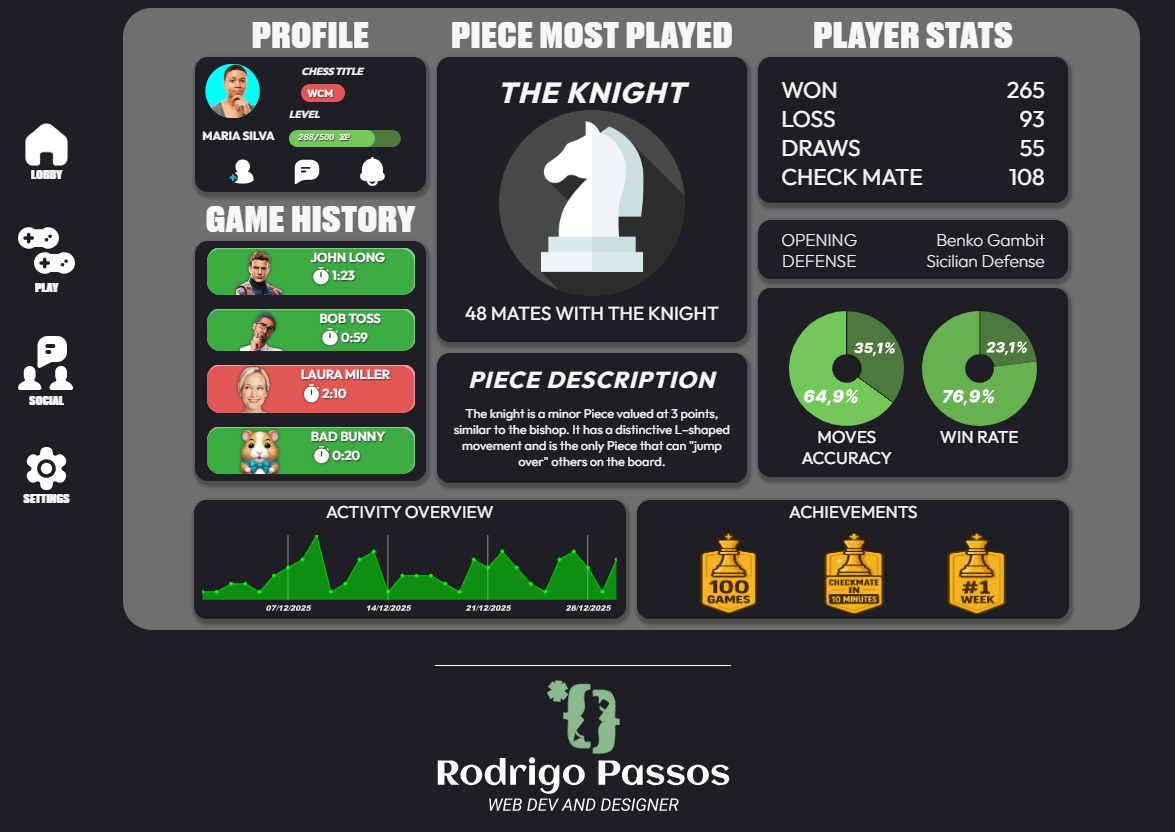 LOBBY
PLAY
SOCIAL
SETTINGS
PROFILE
CHESS TITLE
WCM
LEVEL
MARIA SILVA
288/500 XP
GAME HISTORY
JOHN LONG
1:23
BOB TOSS
0:59
LAURA MILLER
2:10
BAD BUNNY
0:20
PIECE MOST PLAYED
THE KNIGHT
48 MATES WITH THE KNIGHT
PIECE DESCRIPTION
The knight is a minor Piece valued at 3 points,
similar to the bishop. It has a distinctive L-shaped
movement and is the only Piece that can "jump
over" others on the board.
PLAYER STATS
WON 265
LOSS 93
DRAWS 55
CHECK MATE 108
OPENING Benko Gambit
DEFENSE Sicilian Defense
35,1%
64,9%
MOVES
ACCURACY
23,1%
76,9%
WIN RATE
ACTIVITY OVERVIEW
07/12/2025 14/12/2025 21/12/2025 28/12/2025
ACHIEVEMENTS
100
GAMES
CHECKMATE
IN
10 MINUTES
#1
WEEK
Rodrigo Passos
WEB DEV AND DESIGNER